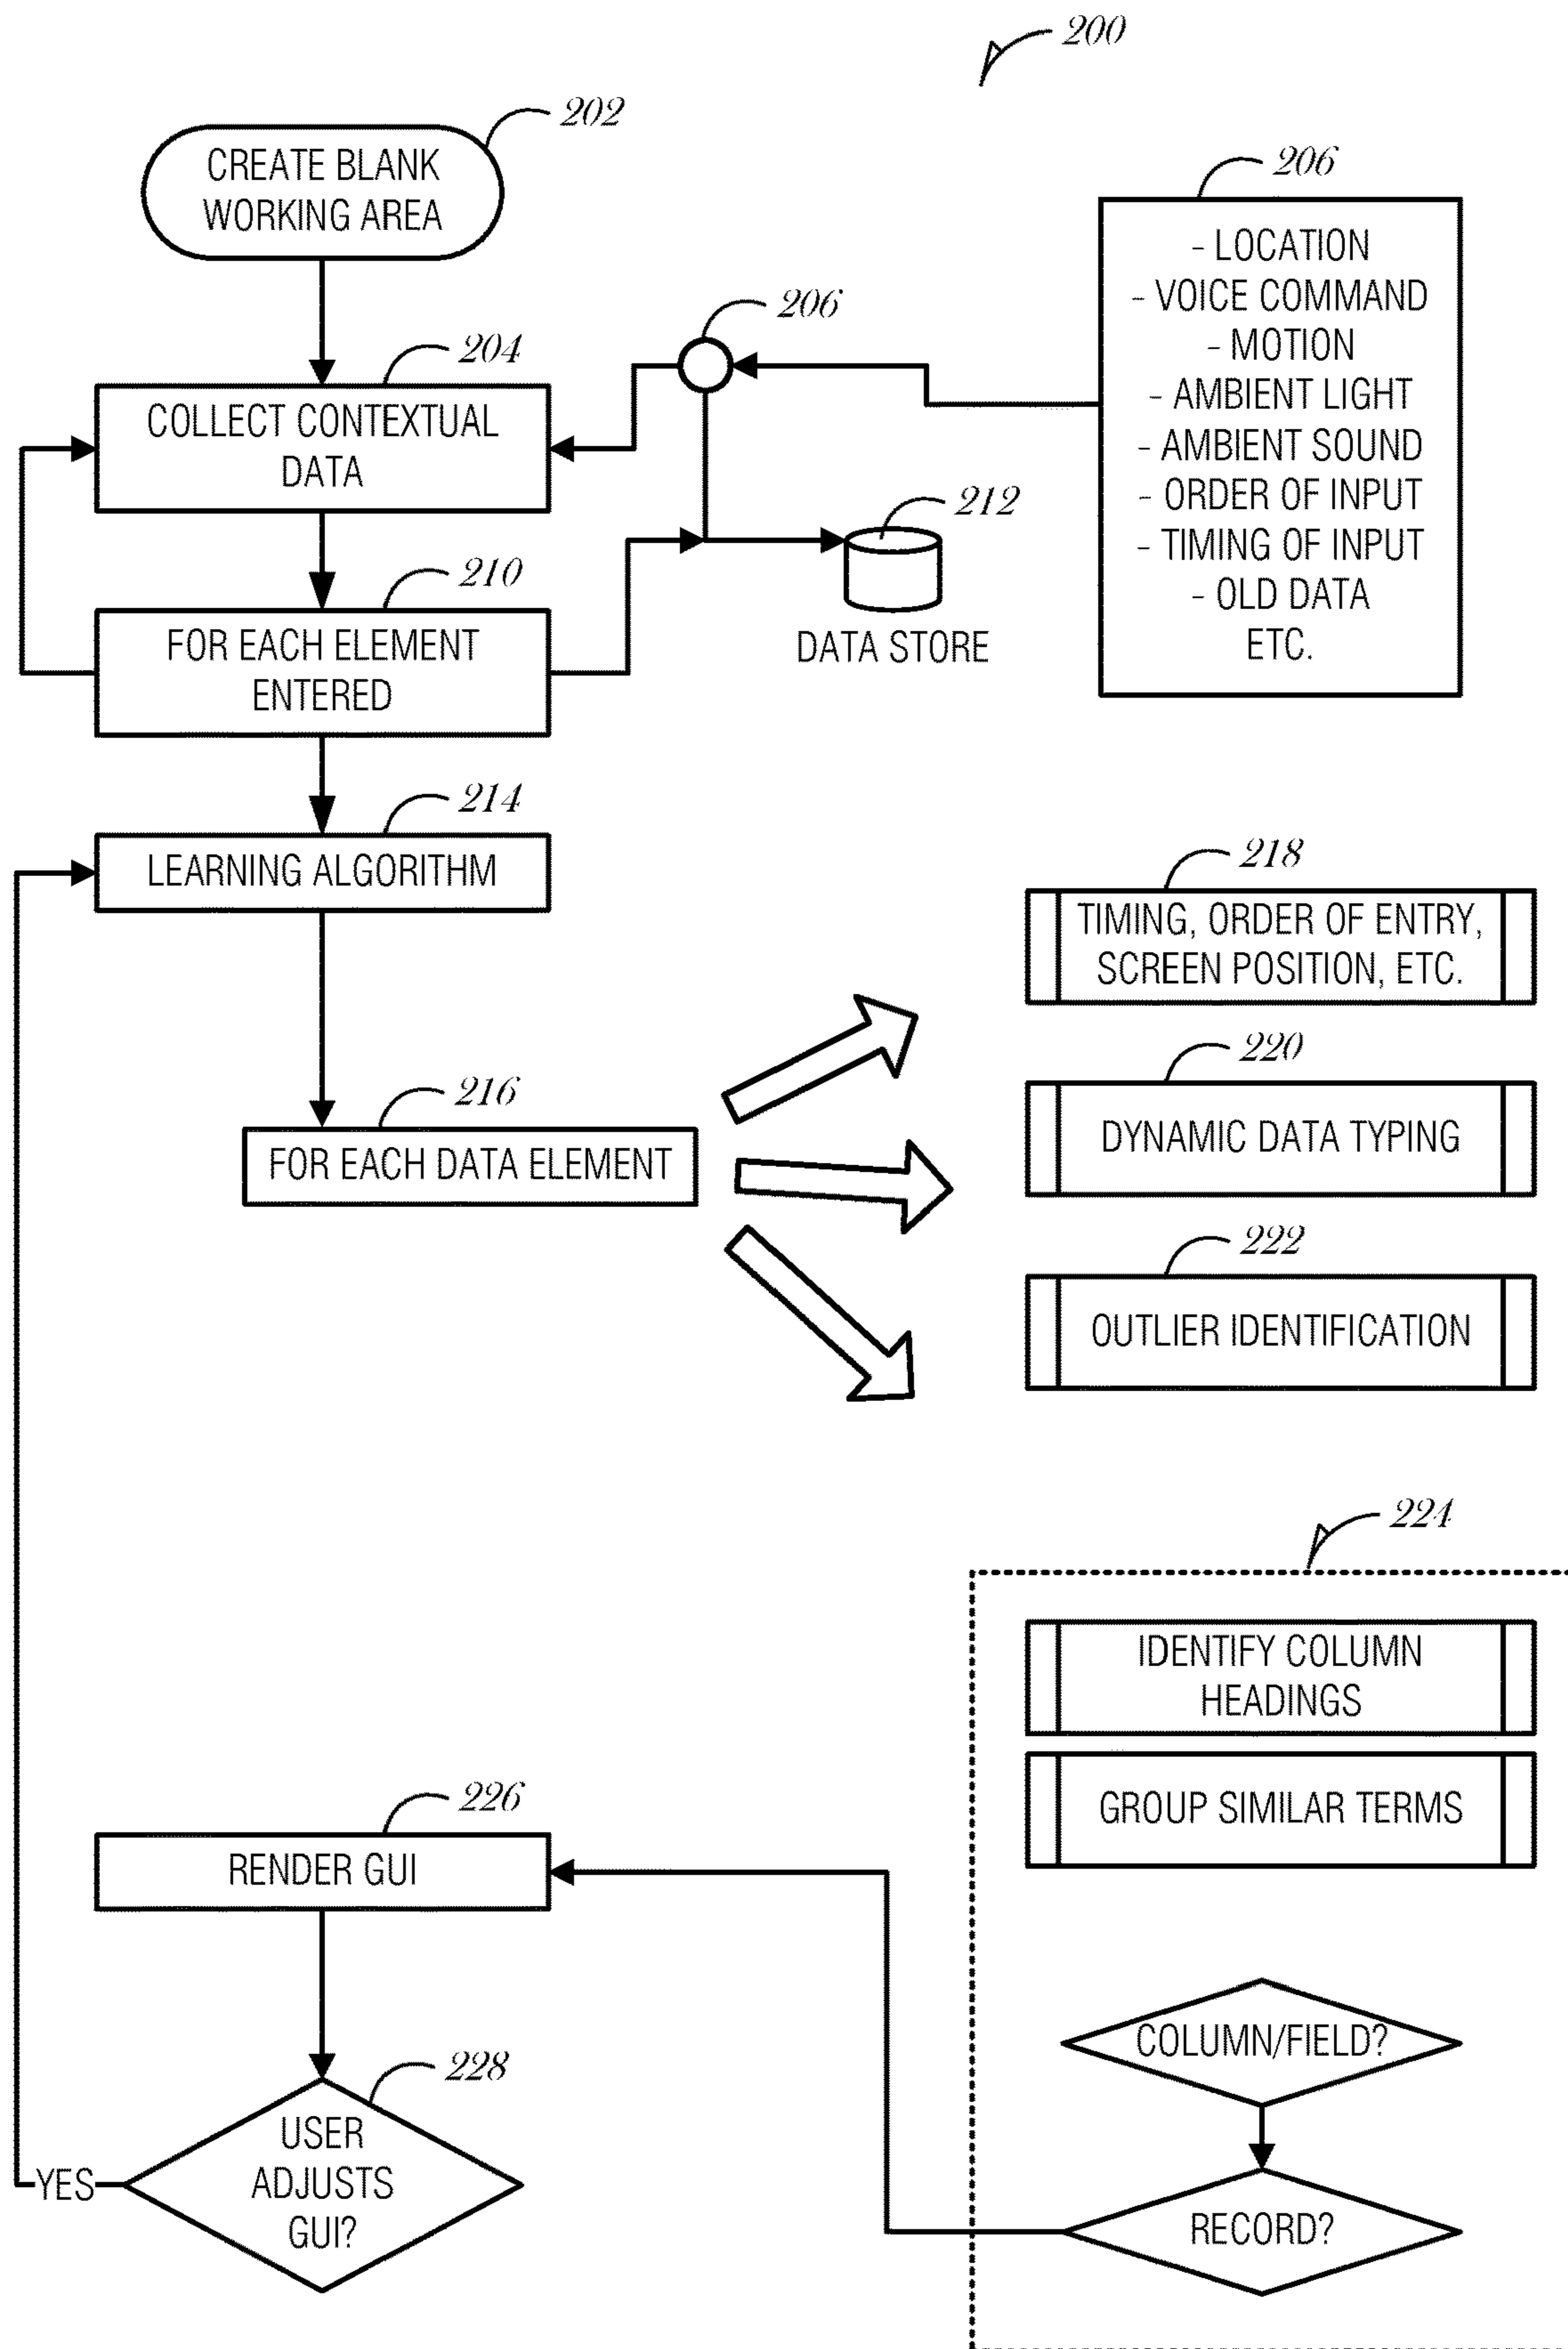 200
202
CREATE BLANK
WORKING AREA
206
- LOCATION
- VOICE COMMAND
- MOTION
- AMBIENT LIGHT
- AMBIENT SOUND
- ORDER OF INPUT
- TIMING OF INPUT
- OLD DATA
ETC.
206
204
COLLECT CONTEXTUAL
DATA
212
DATA STORE
210
FOR EACH ELEMENT
ENTERED
214
LEARNING ALGORITHM
218
TIMING, ORDER OF ENTRY,
SCREEN POSITION, ETC.
216
FOR EACH DATA ELEMENT
220
DYNAMIC DATA TYPING
222
OUTLIER IDENTIFICATION
224
IDENTIFY COLUMN
HEADINGS
GROUP SIMILAR TERMS
226
RENDER GUI
COLUMN/FIELD?
228
USER
ADJUSTS
GUI?
YES
RECORD?